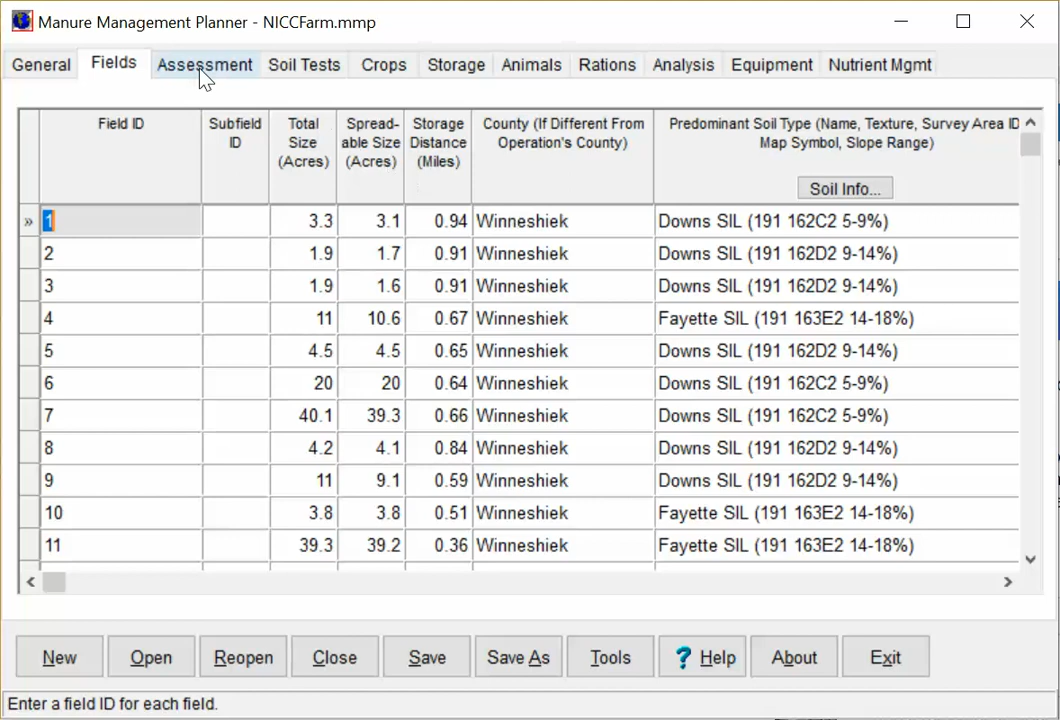 Manure Management Planner - NICCFarm.mmp
General Fields Assessment Soil Tests Crops Storage Animals Rations Analysis Equipment Nutrient Mgmt
Field ID
Subfield
ID
Total
Size
(Acres)
Spread-
able Size
(Acres)
Storage
Distance
(Miles)
County (If Different From
Operation's County)
Predominant Soil Type (Name, Texture, Survey Area ID
Map Symbol, Slope Range)
Soil Info...
» 1 3.3 3.1 0.94 Winneshiek Downs SIL (191 162C2 5-9%)
2 1.9 1.7 0.91 Winneshiek Downs SIL (191 162D2 9-14%)
3 1.9 1.6 0.91 Winneshiek Downs SIL (191 162D2 9-14%)
4 11 10.6 0.67 Winneshiek Fayette SIL (191 163E2 14-18%)
5 4.5 4.5 0.65 Winneshiek Downs SIL (191 162D2 9-14%)
6 20 20 0.64 Winneshiek Downs SIL (191 162C2 5-9%)
7 40.1 39.3 0.66 Winneshiek Downs SIL (191 162C2 5-9%)
8 4.2 4.1 0.84 Winneshiek Downs SIL (191 162D2 9-14%)
9 11 9.1 0.59 Winneshiek Downs SIL (191 162D2 9-14%)
10 3.8 3.8 0.51 Winneshiek Fayette SIL (191 163E2 14-18%)
11 39.3 39.2 0.36 Winneshiek Fayette SIL (191 163E2 14-18%)
New Open Reopen Close Save Save As Tools ? Help About Exit
Enter a field ID for each field.